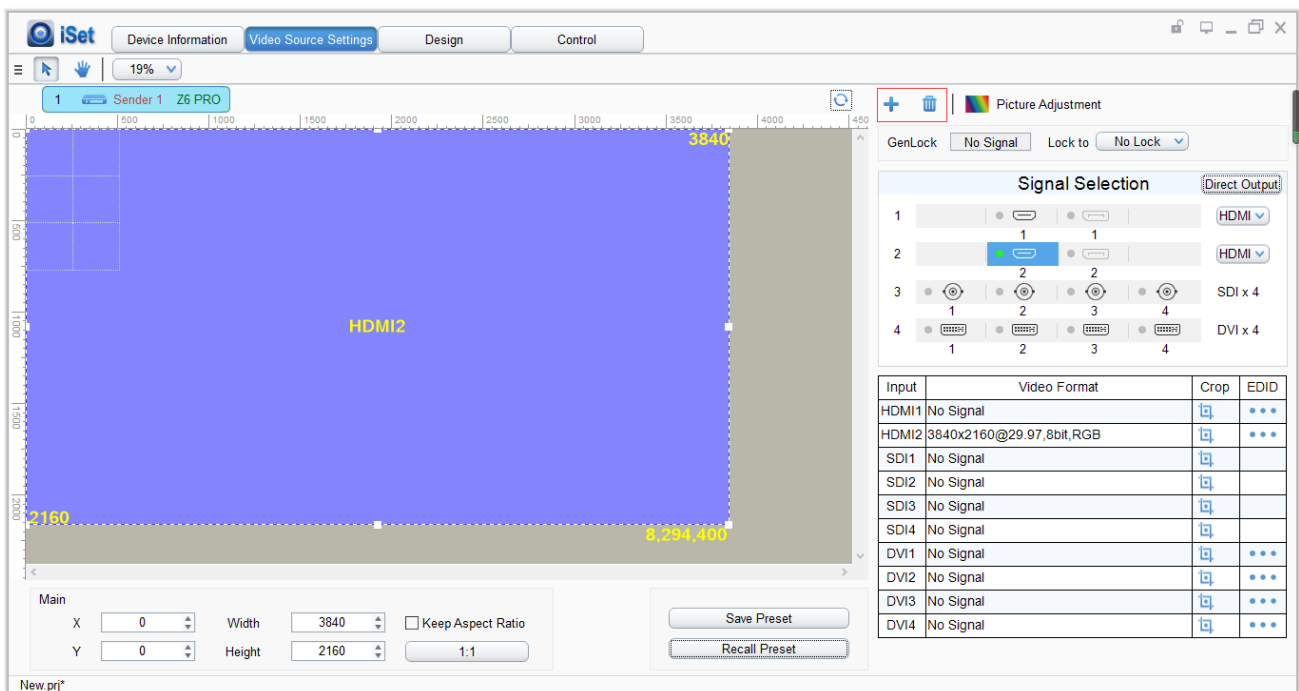 iSet
Device Information
Video Source Settings
Design
Control
19%
1 Sender 1 Z6 PRO
Picture Adjustment
0 500 1000 1500 2000 2500 3000 3500 4000 450
GenLock No Signal Lock to No Lock
3840
Signal Selection Direct Output
1 HDMI
1 1
2 HDMI
2 2
3 SDI x 4
1 2 3 4
4 DVI x 4
1 2 3 4
0
500
1000
1500
2000
HDMI2
2160
8,294,400
Input Video Format Crop EDID
HDMI1 No Signal
HDMI2 3840x2160@29.97,8bit,RGB
SDI1 No Signal
SDI2 No Signal
SDI3 No Signal
SDI4 No Signal
DVI1 No Signal
DVI2 No Signal
DVI3 No Signal
DVI4 No Signal
Main
X 0 Width 3840 Keep Aspect Ratio
Y 0 Height 2160 1:1
Save Preset
Recall Preset
New.prj*